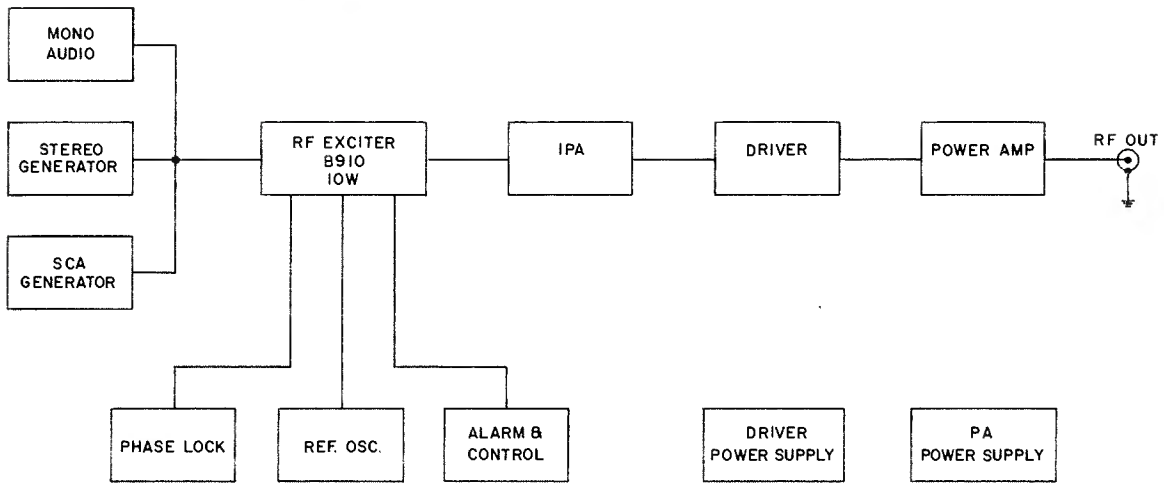 MONO
AUDIO
STEREO
GENERATOR
SCA
GENERATOR
RF EXCITER
8910
10W
IPA
DRIVER
POWER AMP
RF OUT
PHASE LOCK
REF. OSC.
ALARM &
CONTROL
DRIVER
POWER SUPPLY
PA
POWER SUPPLY